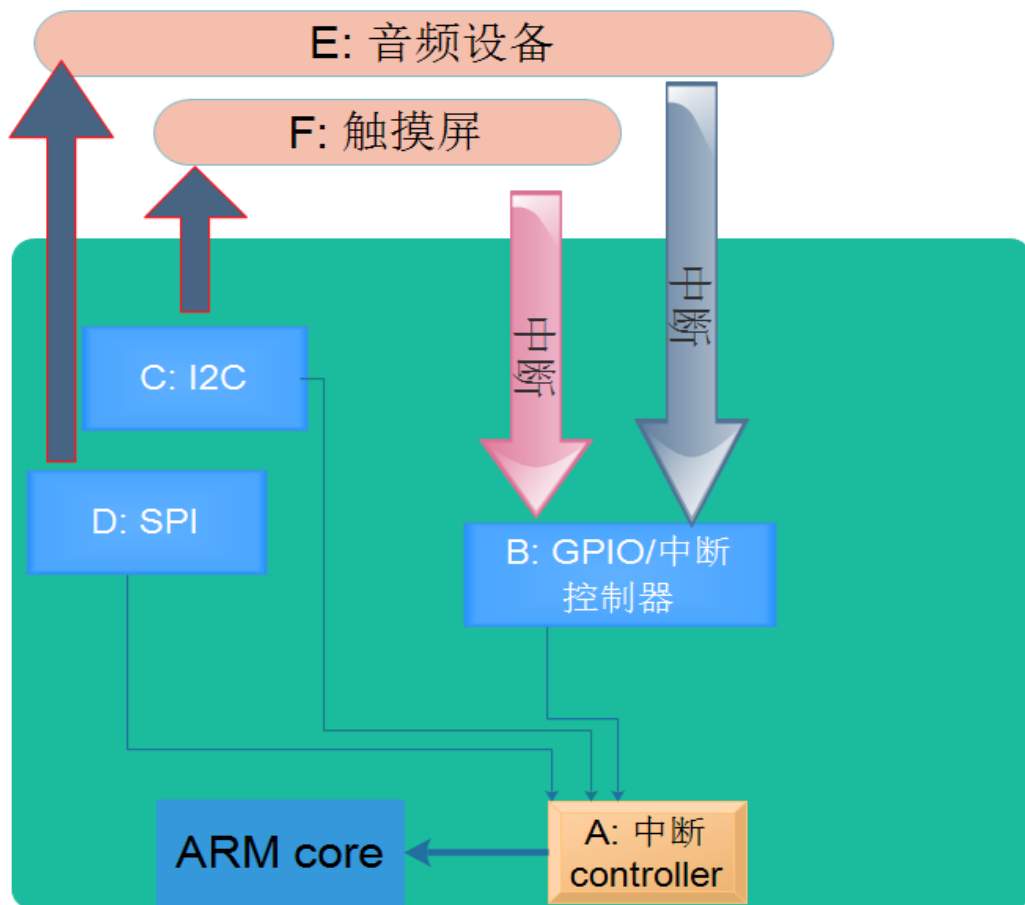 E: 音频设备
F: 触摸屏
中断
中断
C: I2C
D: SPI
B: GPIO/中断
控制器
ARM core
A: 中断
controller